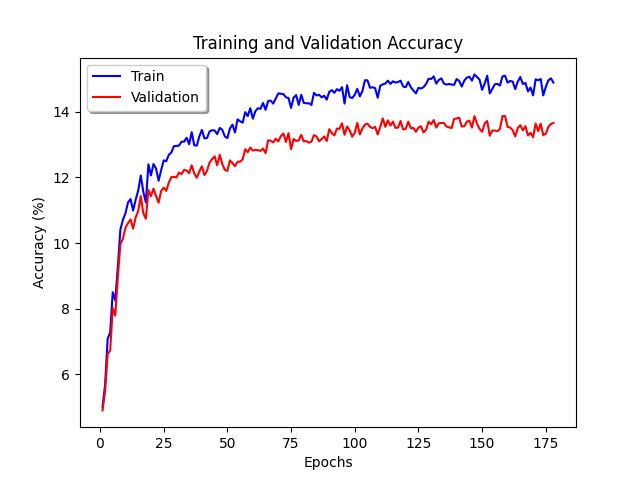 Training and Validation Accuracy
Train
Validation
14
12
10
8
6
Accuracy (%)
0 25 50 75 100 125 150 175
Epochs